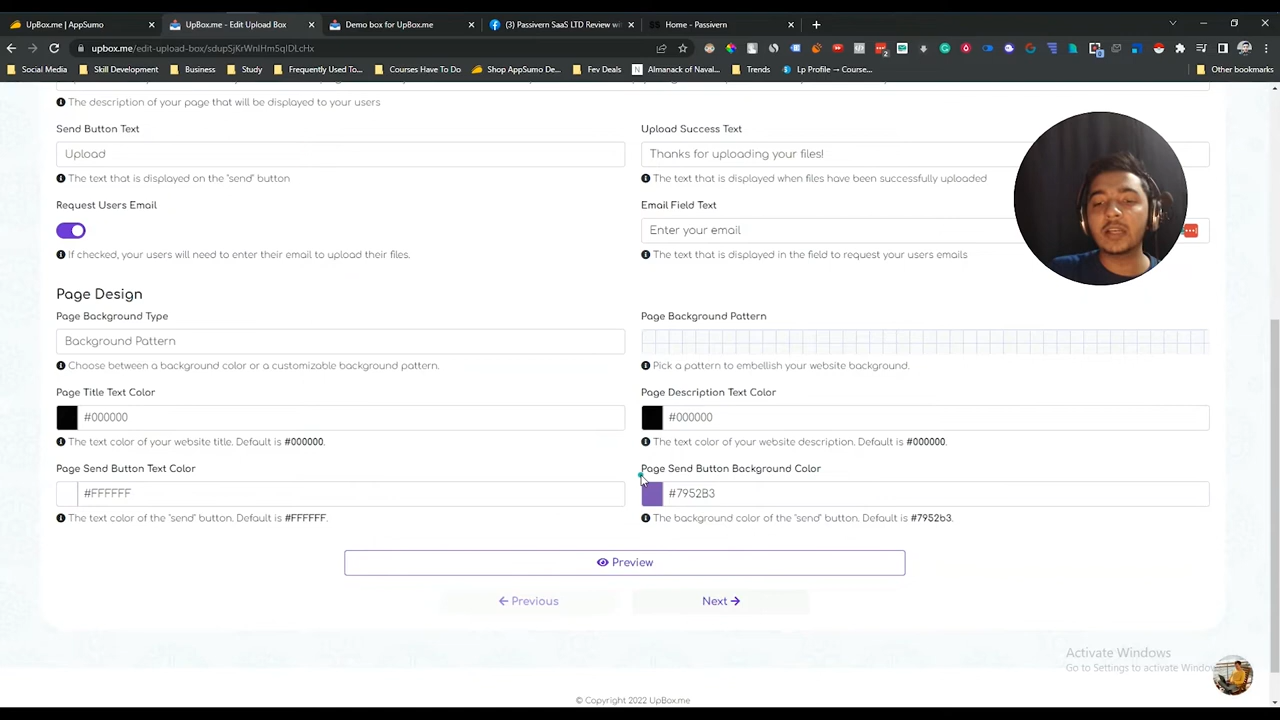 UpBox.me | AppSumo
UpBox.me - Edit Upload Box
Demo box for UpBox.me
(3) Passivern SaaS LTD Review wi
Home - Passivern
upbox.me/edit-upload-box/sdupSjKrWnIHm5qIDLcHx
Social Media
Skill Development
Business
Study
Frequently Used To...
Courses Have To Do
Shop AppSumo De...
Fev Deals
Almanack of Naval...
Trends
Lp Profile → Course...
Other bookmarks
The description of your page that will be displayed to your users
Send Button Text
Upload Success Text
Upload
Thanks for uploading your files!
The text that is displayed on the "send" button
The text that is displayed when files have been successfully uploaded
Request Users Email
Email Field Text
Enter your email
If checked, your users will need to enter their email to upload their files.
The text that is displayed in the field to request your users emails
Page Design
Page Background Type
Page Background Pattern
Background Pattern
Choose between a background color or a customizable background pattern.
Pick a pattern to embellish your website background.
Page Title Text Color
Page Description Text Color
#000000
#000000
The text color of your website title. Default is #000000.
The text color of your website description. Default is #000000.
Page Send Button Text Color
Page Send Button Background Color
#FFFFFF
#7952B3
The text color of the "send" button. Default is #FFFFFF.
The background color of the "send" button. Default is #7952b3.
Preview
← Previous
Next →
Activate Windows
Go to Settings to activate Windows
© Copyright 2022 UpBox.me